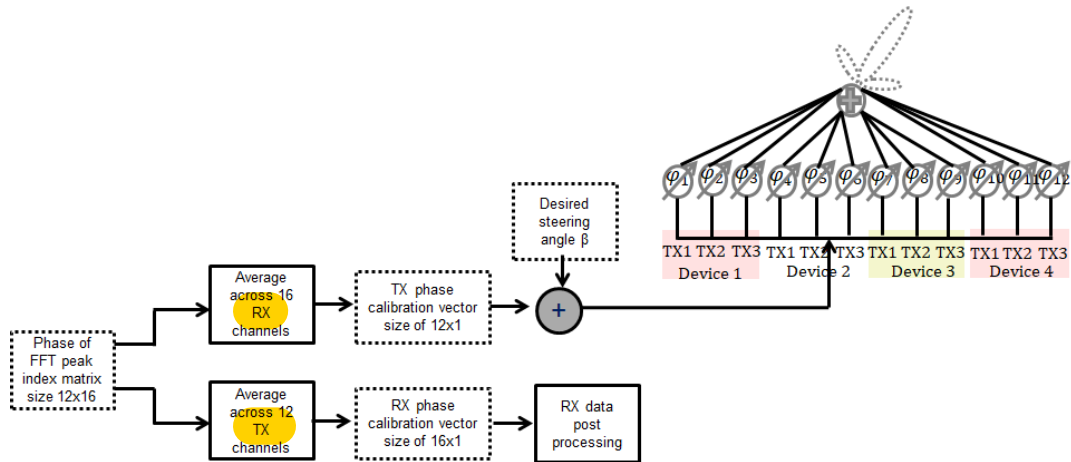 φ1 φ2 φ3 φ4 φ5 φ6 φ7 φ8 φ9 φ10 φ11 φ12
TX1 TX2 TX3 TX1 TX2 TX3 TX1 TX2 TX3 TX1 TX2 TX3
Device 1 Device 2 Device 3 Device 4
Desired
steering
angle β
+
Average
across 16
RX
channels
TX phase
calibration vector
size of 12x1
Phase of
FFT peak
index matrix
size 12x16
Average
across 12
TX
channels
RX phase
calibration vector
size of 16x1
RX data
post
processing